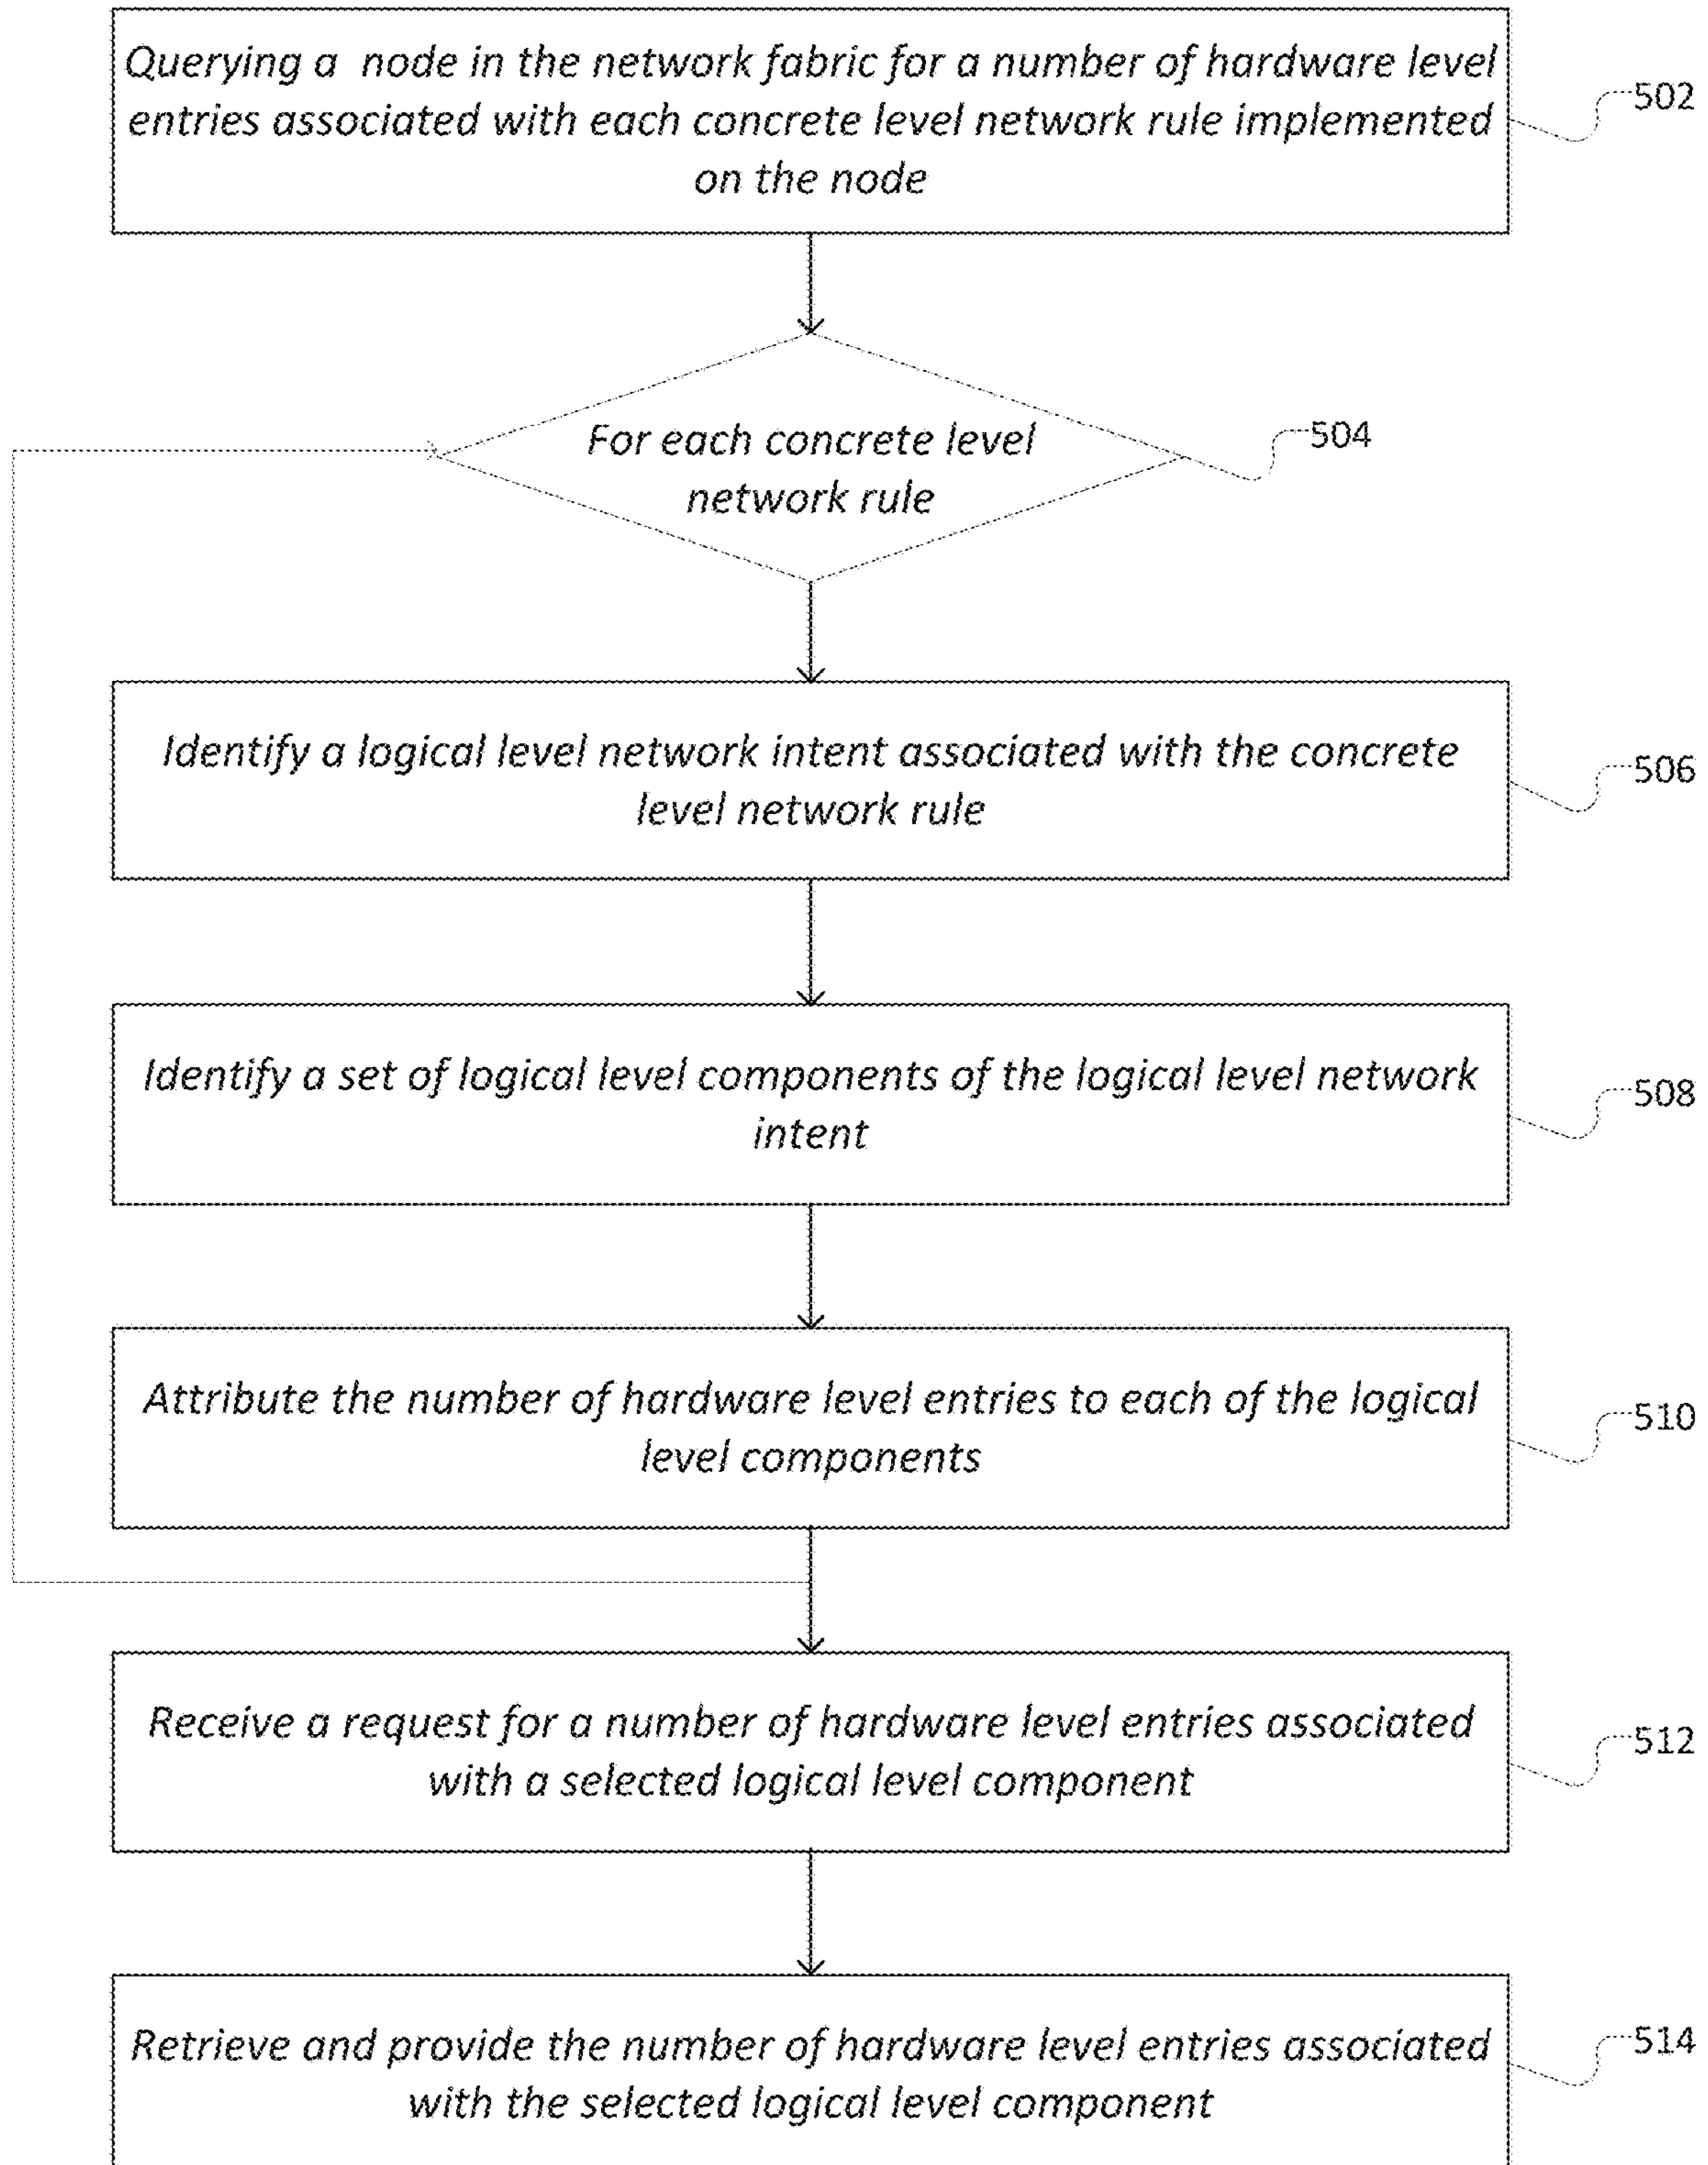 Querying a node in the network fabric for a number of hardware level
entries associated with each concrete level network rule implemented
on the node
502
For each concrete level
network rule
504
Identify a logical level network intent associated with the concrete
level network rule
506
Identify a set of logical level components of the logical level network
intent
508
Attribute the number of hardware level entries to each of the logical
level components
510
Receive a request for a number of hardware level entries associated
with a selected logical level component
512
Retrieve and provide the number of hardware level entries associated
with the selected logical level component
514